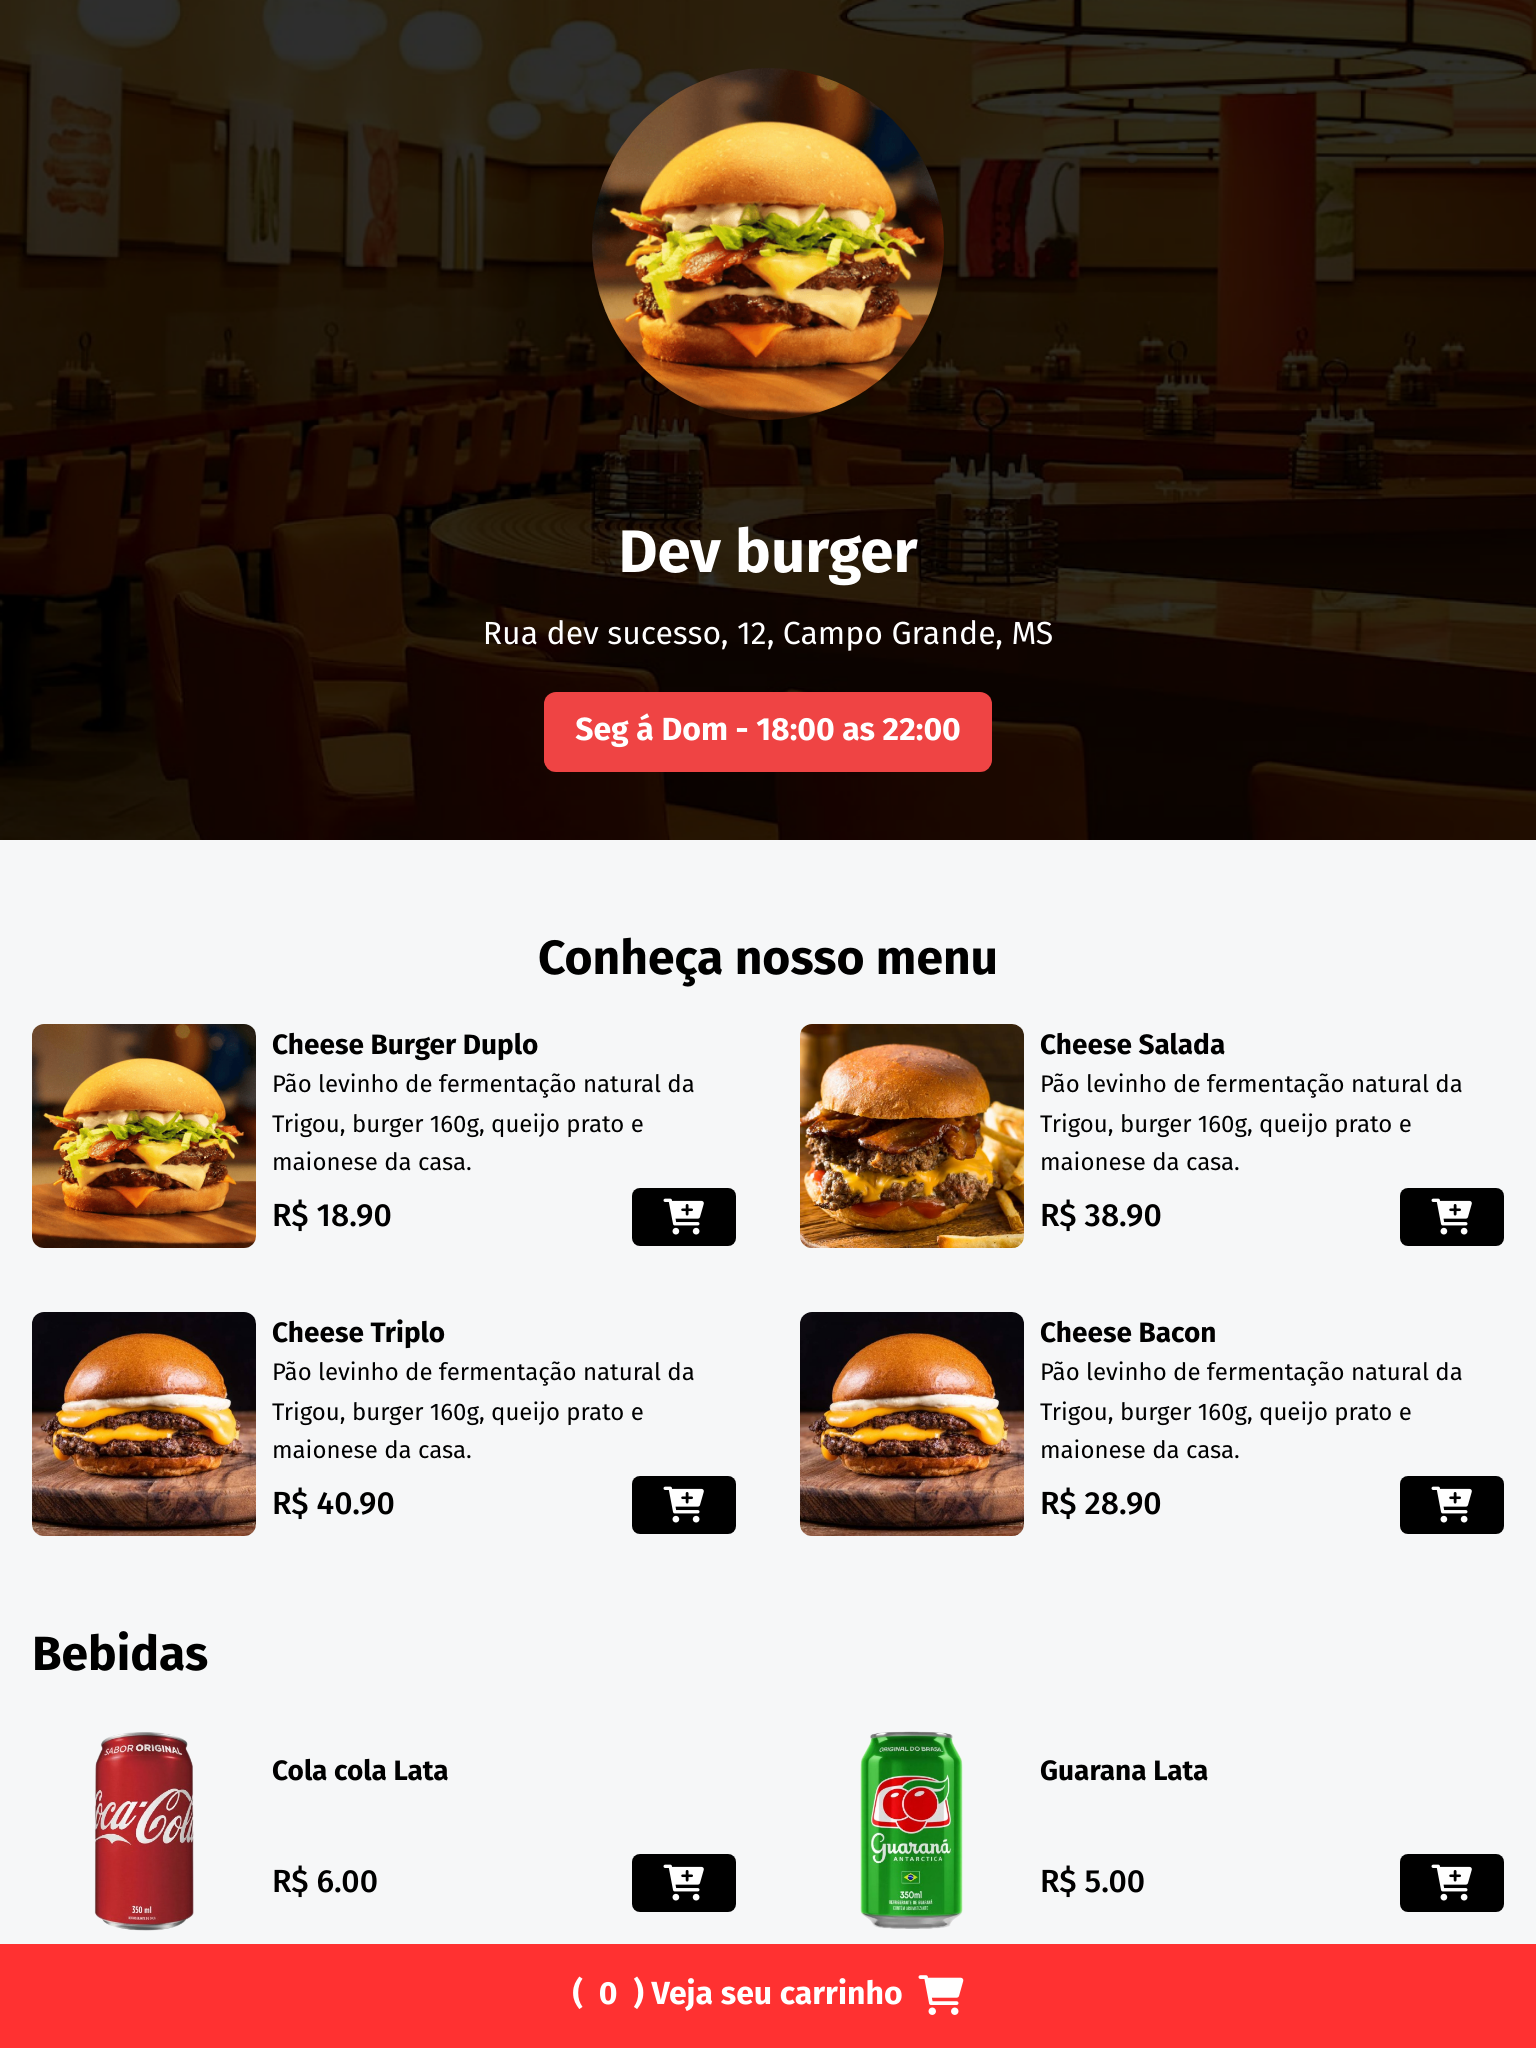 Dev burger
Rua dev sucesso, 12, Campo Grande, MS
Seg á Dom - 18:00 as 22:00
Conheça nosso menu
Cheese Burger Duplo
Pão levinho de fermentação natural da
Trigou, burger 160g, queijo prato e
maionese da casa.
R$ 18.90
Cheese Salada
Pão levinho de fermentação natural da
Trigou, burger 160g, queijo prato e
maionese da casa.
R$ 38.90
Cheese Triplo
Pão levinho de fermentação natural da
Trigou, burger 160g, queijo prato e
maionese da casa.
R$ 40.90
Cheese Bacon
Pão levinho de fermentação natural da
Trigou, burger 160g, queijo prato e
maionese da casa.
R$ 28.90
Bebidas
SABOR ORIGINAL
Coca-Cola
350 ml
Cola cola Lata
R$ 6.00
ORIGINAL DO BRASIL
Guaraná
ANTARCTICA
350ml
Guarana Lata
R$ 5.00
( 0 ) Veja seu carrinho